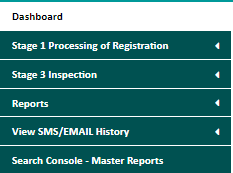 Dashboard
Stage 1 Processing of Registration
Stage 3 Inspection
Reports
View SMS/EMAIL History
Search Console - Master Reports